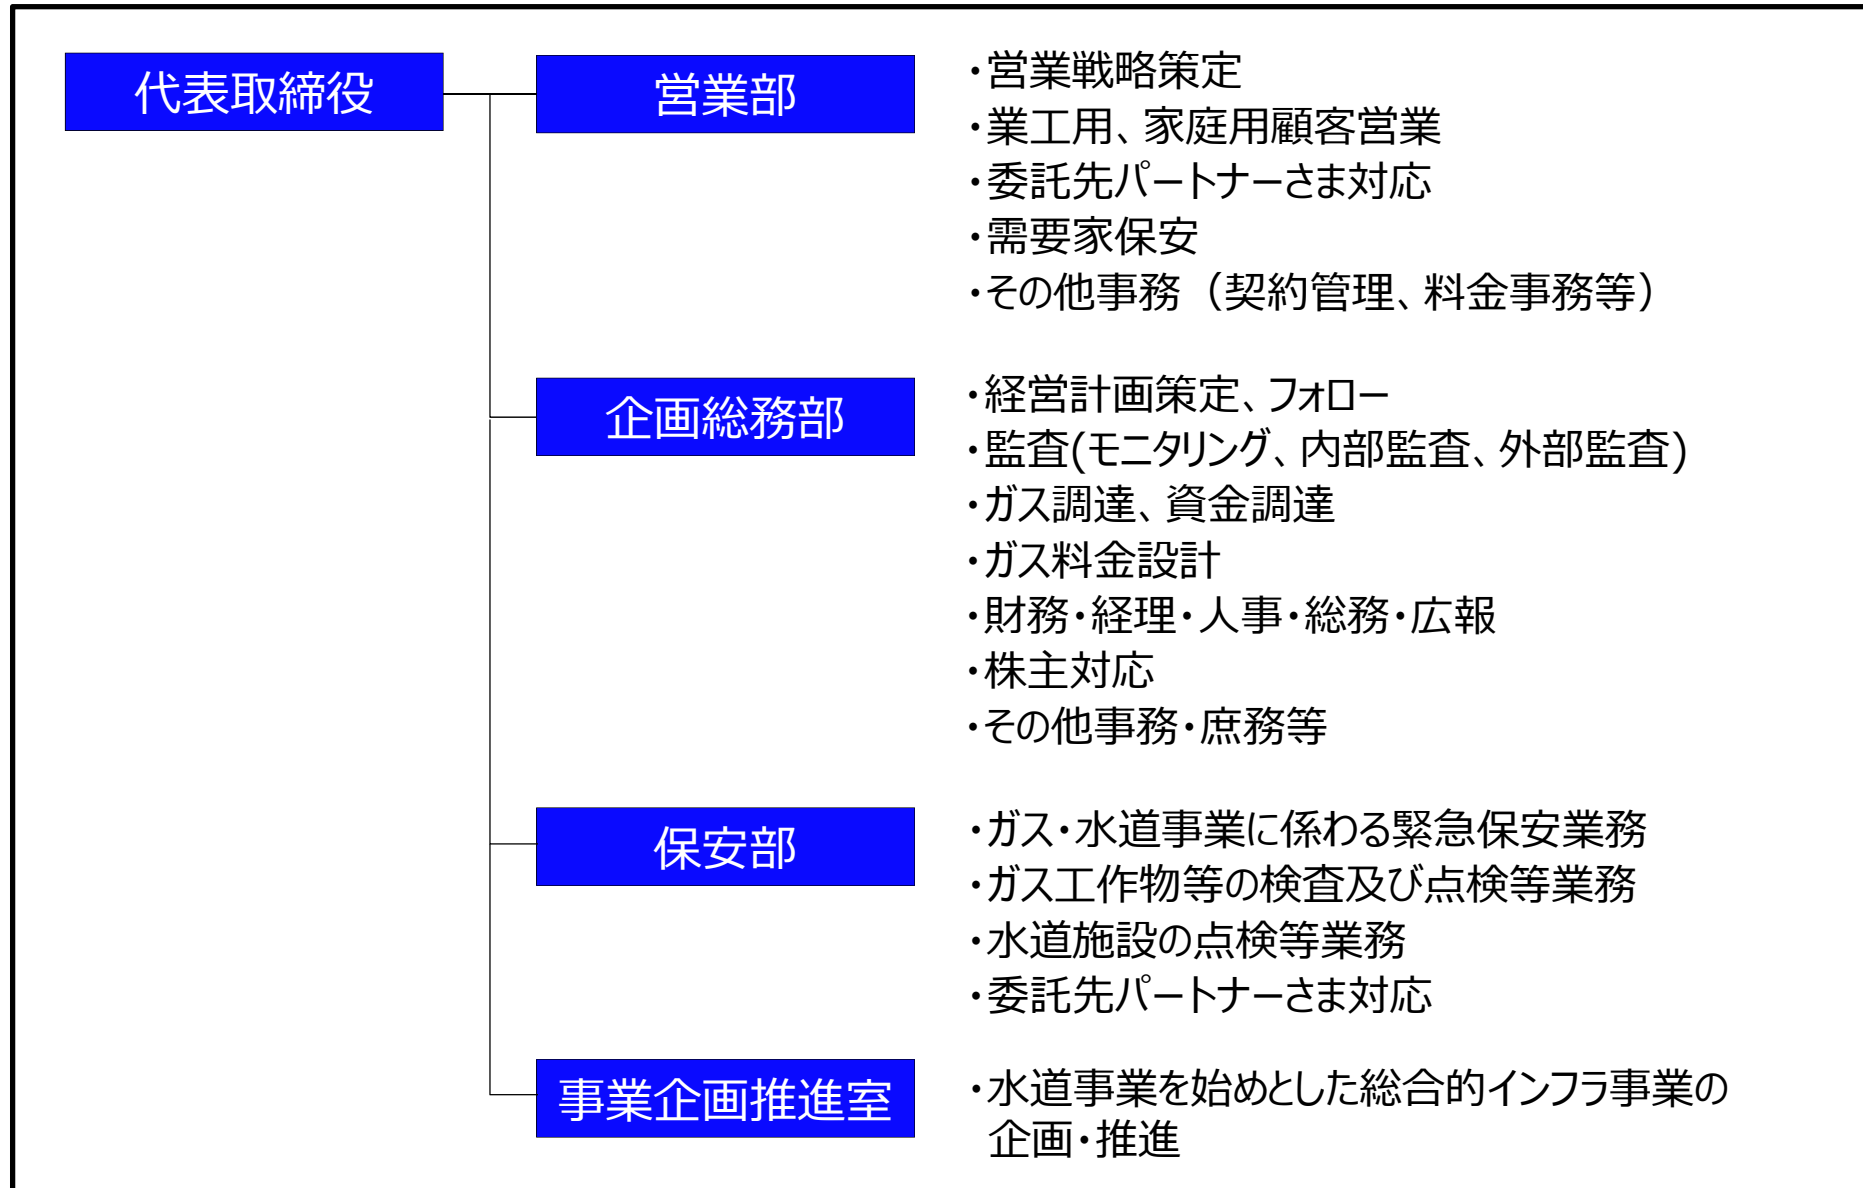 代表取締役
営業部
・営業戦略策定
・業工用、家庭用顧客営業
・委託先パートナーさま対応
・需要家保安
・その他事務（契約管理、料金事務等）
企画総務部
・経営計画策定、フォロー
・監査(モニタリング、内部監査、外部監査)
・ガス調達、資金調達
・ガス料金設計
・財務・経理・人事・総務・広報
・株主対応
・その他事務・庶務等
保安部
・ガス・水道事業に係わる緊急保安業務
・ガス工作物等の検査及び点検等業務
・水道施設の点検等業務
・委託先パートナーさま対応
事業企画推進室
・水道事業を始めとした総合的インフラ事業の
企画・推進